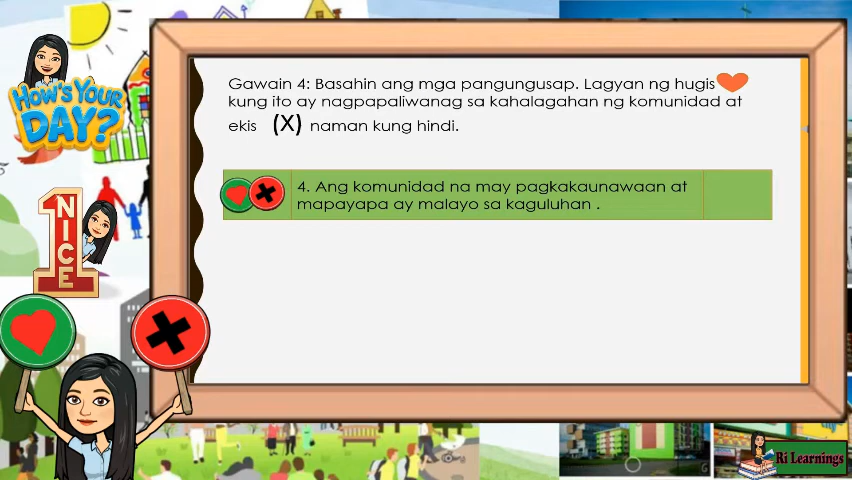 HOW'S YOUR
DAY?
Gawain 4: Basahin ang mga pangungusap. Lagyan ng hugis
kung ito ay nagpapaliwanag sa kahalagahan ng komunidad at
ekis (X) naman kung hindi.
4. Ang komunidad na may pagkakaunawaan at
mapayapa ay malayo sa kaguluhan .
NICE
1
Ri Learnings